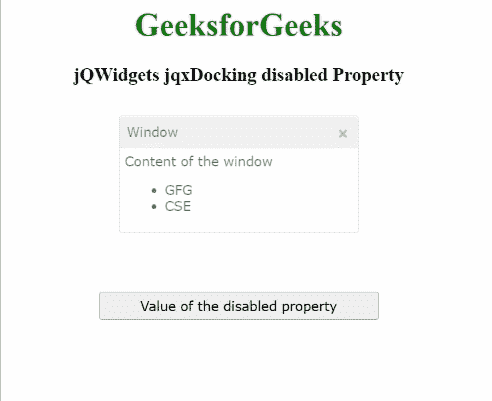 GeeksforGeeks
jQWidgets jqxDocking disabled Property
Window ×
Content of the window
• GFG
• CSE
Value of the disabled property